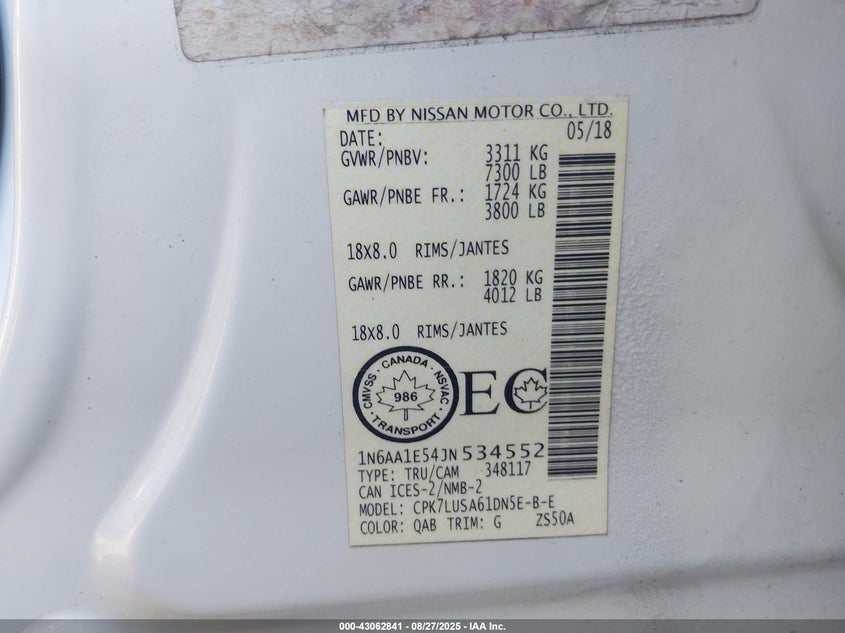 MFD BY NISSAN MOTOR CO., LTD.
DATE: 05/18
GVWR/PNBV: 3311 KG
7300 LB
GAWR/PNBE FR.: 1724 KG
3800 LB
18X8.0 RIMS/JANTES
GAWR/PNBE RR.: 1820 KG
4012 LB
18X8.0 RIMS/JANTES
CANADA
CMVSS · NSVAC
986
TRANSPORT
EC
1N6AA1E54JN534552
TYPE: TRU/CAM 348117
CAN ICES-2/NMB-2
MODEL: CPK7LUSA61DN5E-B-E
COLOR: QAB TRIM: G ZS50A
000-43062841 - 08/27/2025 - IAA Inc.